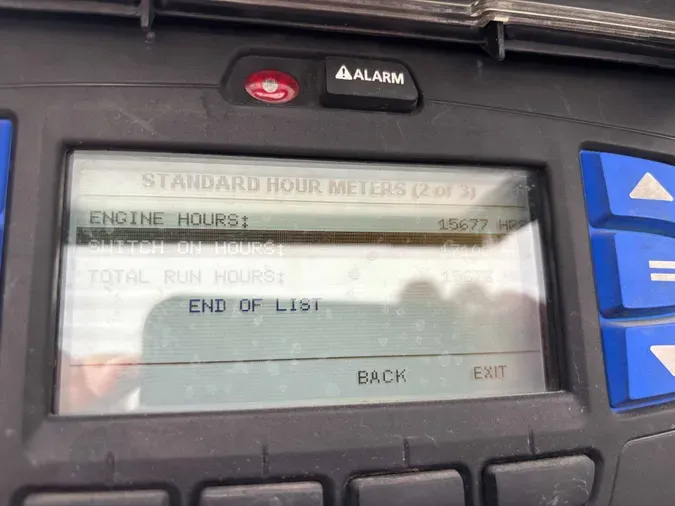 ALARM
STANDARD HOUR METERS (2 of 3)
ENGINE HOURS: 15677 HRS
SWITCH ON HOURS:
TOTAL RUN HOURS: 15677
END OF LIST
BACK EXIT